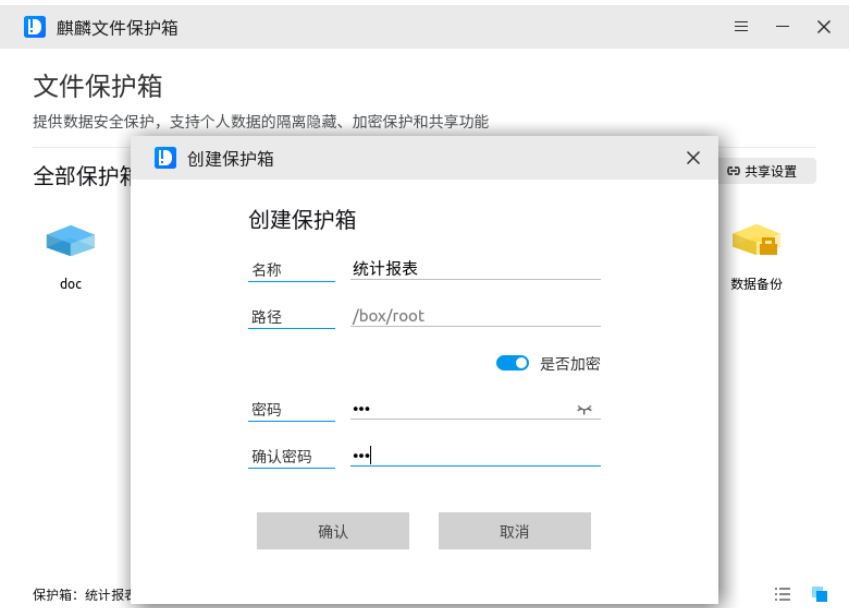 麒麟文件保护箱
文件保护箱
提供数据安全保护，支持个人数据的隔离隐藏、加密保护和共享功能
全部保护箱
共享设置
doc
数据备份
创建保护箱
创建保护箱
名称 统计报表
路径 /box/root
是否加密
密码 •••
确认密码 •••
确认 取消
保护箱：统计报表